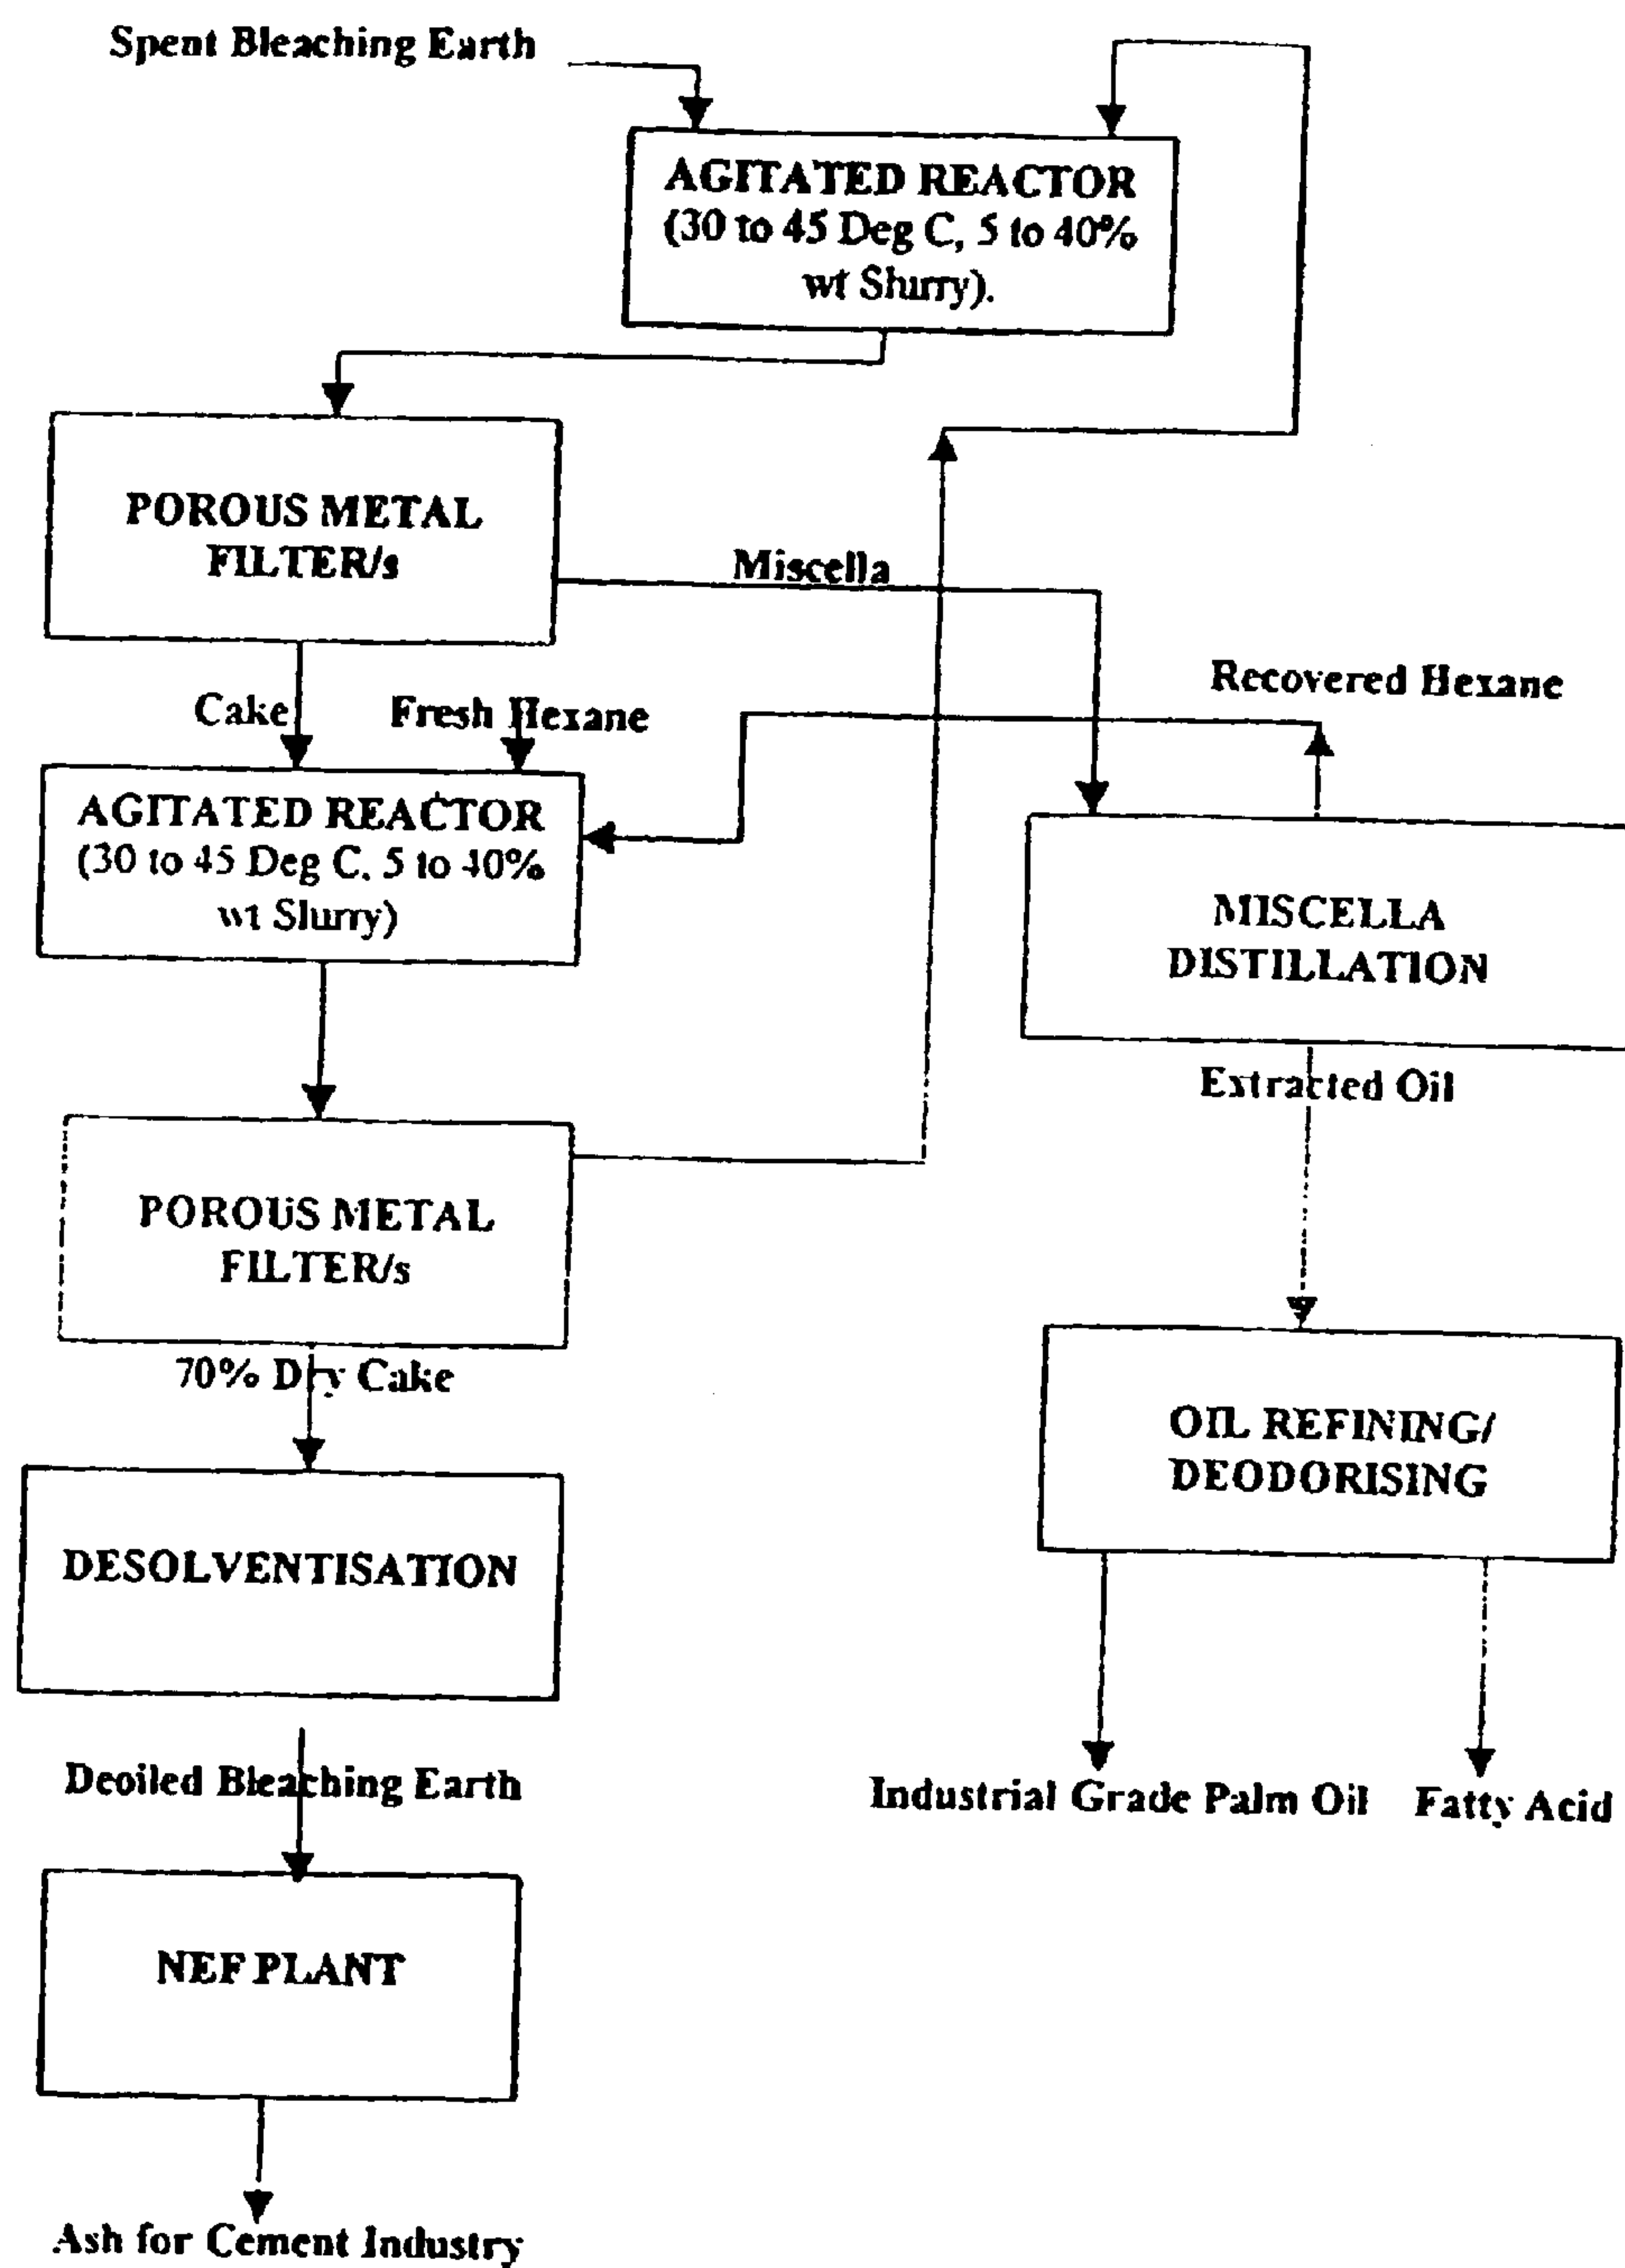 Spent Bleaching Earth
AGITATED REACTOR
(30 to 45 Deg C, 5 to 40%
wt Slurry).
POROUS METAL
FILTER/s
Miscella
Recovered Hexane
Cake
Fresh Hexane
AGITATED REACTOR
(30 to 45 Deg C, 5 to 40%
wt Slurry)
MISCELLA
DISTILLATION
Extracted Oil
POROUS METAL
FILTER/s
70% Dry Cake
OIL REFINING/
DEODORISING
DESOLVENTISATION
Deoiled Bleaching Earth
Industrial Grade Palm Oil
Fatty Acid
NEF PLANT
Ash for Cement Industry